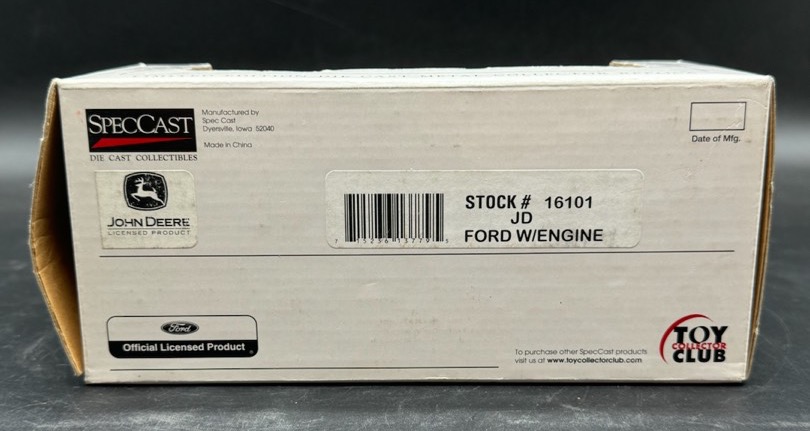 SPECCAST
DIE CAST COLLECTIBLES
Manufactured by
Spec Cast
Dyersville, Iowa 52040
Made in China
Date of Mfg.
JOHN DEERE
LICENSED PRODUCT
STOCK # 16101
JD
FORD W/ENGINE
Ford
Official Licensed Product
To purchase other SpecCast products
visit us at www.toycollectorclub.com
TOY
COLLECTOR
CLUB